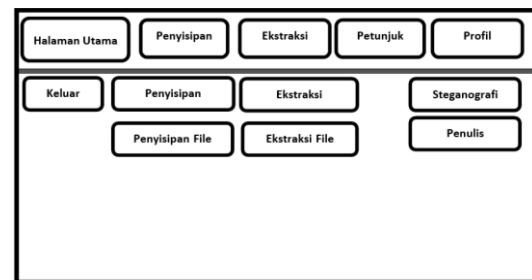 Halaman Utama
Penyisipan
Ekstraksi
Petunjuk
Profil
Keluar
Penyisipan
Ekstraksi
Steganografi
Penyisipan File
Ekstraksi File
Penulis